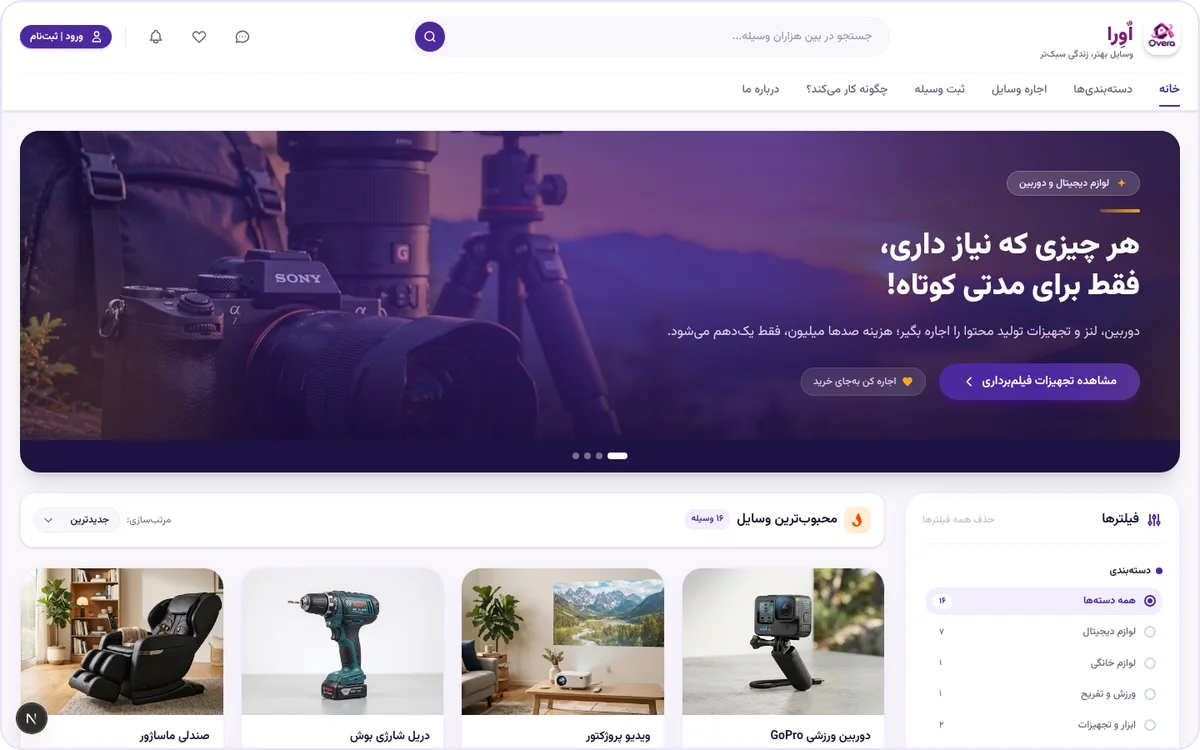 اُورا
وسایل بهتر، زندگی سبک‌تر
Overa
جستجو در بین هزاران وسیله...
ورود | ثبت‌نام
خانه
دسته‌بندی‌ها
اجاره وسایل
ثبت وسیله
چگونه کار می‌کند؟
درباره ما
لوازم دیجیتال و دوربین
هر چیزی که نیاز داری،
فقط برای مدتی کوتاه!
دوربین، لنز و تجهیزات تولید محتوا را اجاره بگیر؛ هزینه صدها میلیون، فقط یک‌دهم می‌شود.
مشاهده تجهیزات فیلم‌برداری
اجاره کن به‌جای خرید
SONY
α
α
G
فیلترها
حذف همه فیلترها
دسته‌بندی
همه دسته‌ها ۱۶
لوازم دیجیتال ۷
لوازم خانگی ۱
ورزش و تفریح ۱
ابزار و تجهیزات ۲
محبوب‌ترین وسایل
۱۶ وسیله
مرتب‌سازی:
جدیدترین
دوربین ورزشی GoPro
ویدیو پروژکتور
دریل شارژی بوش
صندلی ماساژور
N